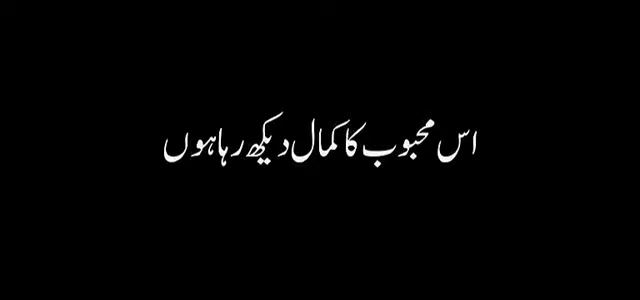 اس محبوب کا کمال دیکھ رہا ہوں